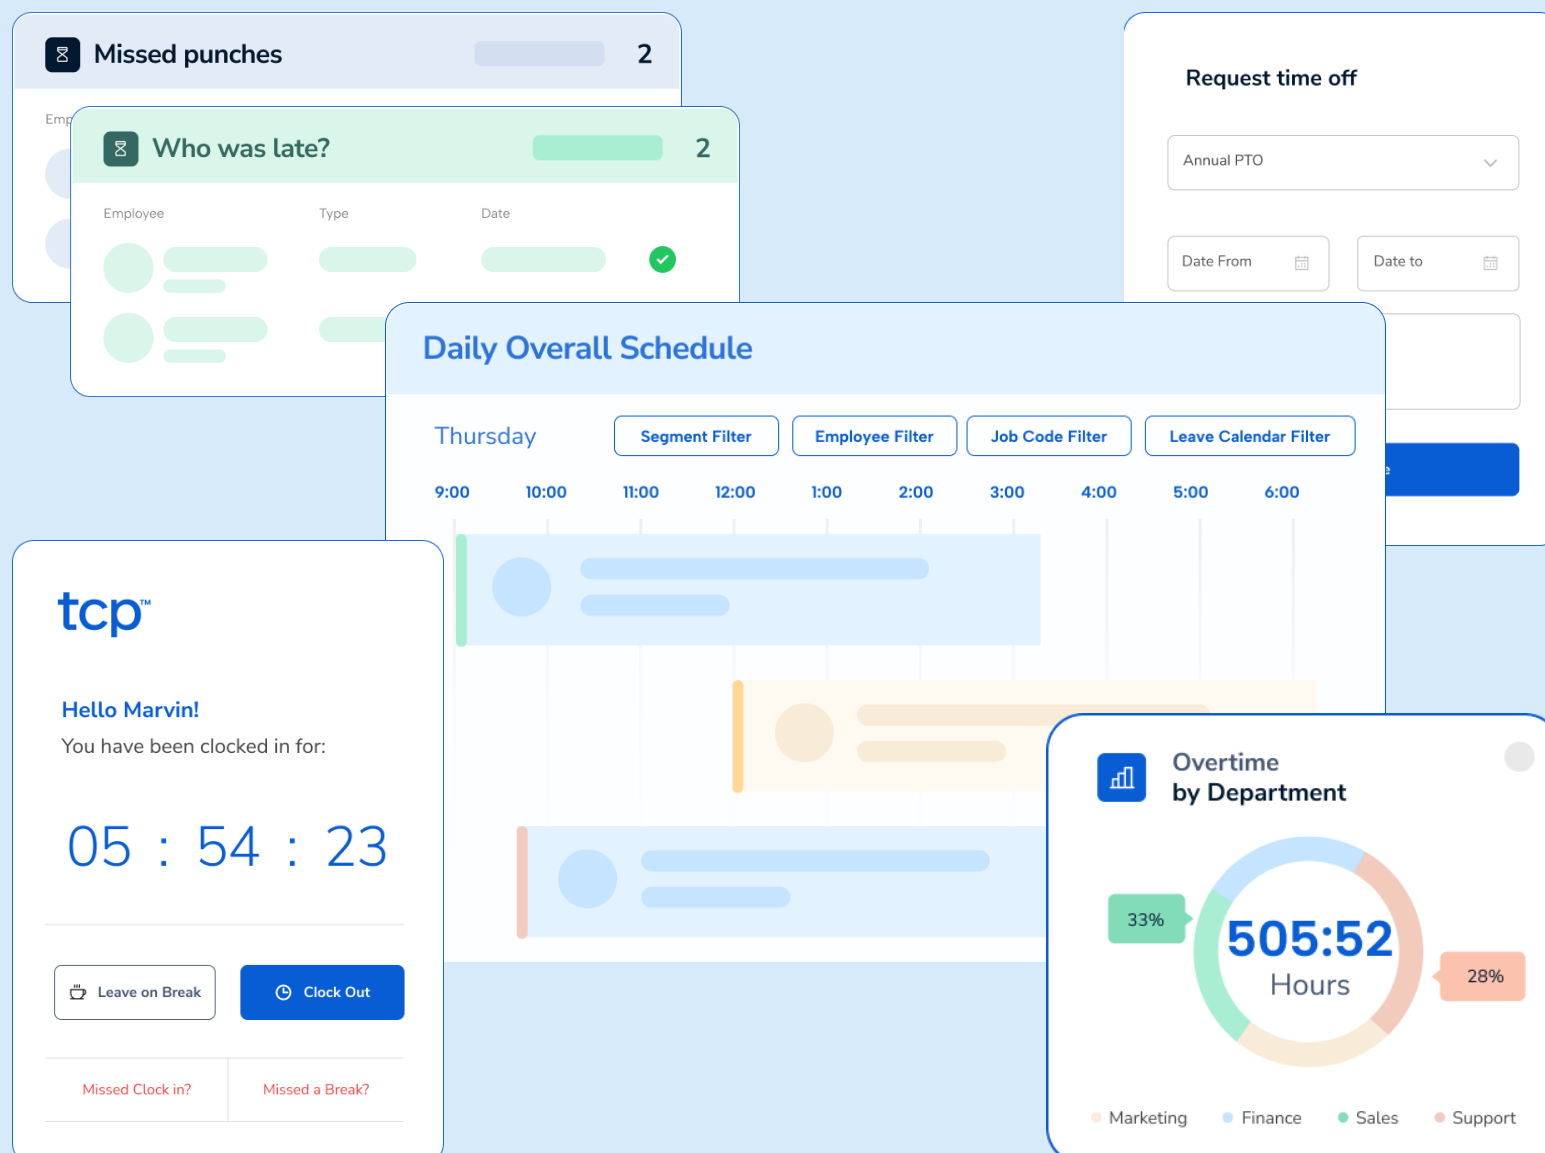 Missed punches
2
Request time off
Annual PTO
Who was late?
2
Employee
Type
Date
Date From
Date to
Daily Overall Schedule
Thursday
Segment Filter
Employee Filter
Job Code Filter
Leave Calendar Filter
9:00
10:00
11:00
12:00
1:00
2:00
3:00
4:00
5:00
6:00
tcp™
Hello Marvin!
You have been clocked in for:
05 : 54 : 23
Leave on Break
Clock Out
Missed Clock in?
Missed a Break?
Overtime
by Department
33%
505:52
Hours
28%
Marketing
Finance
Sales
Support